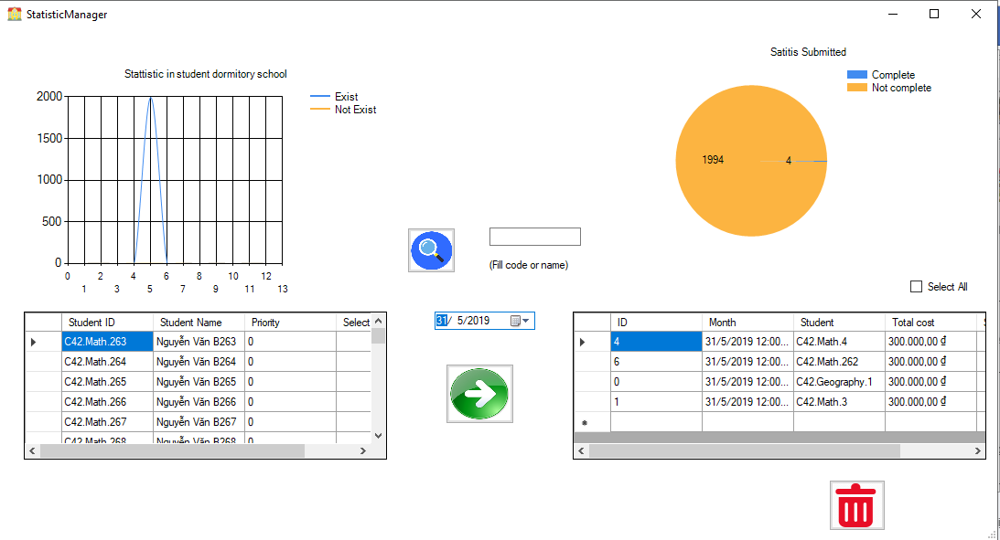 StatisticManager
Satitis Submitted
Stattistic in student dormitory school
Complete
Not complete
Exist
Not Exist
2000
1500
1000
500
0
0 2 4 6 8 10 12
1 3 5 7 9 11 13
1994 4
(Fill code or name)
Select All
31/ 5/2019
Student ID Student Name Priority Select
C42.Math.263 Nguyễn Văn B263 0
C42.Math.264 Nguyễn Văn B264 0
C42.Math.265 Nguyễn Văn B265 0
C42.Math.266 Nguyễn Văn B266 0
C42.Math.267 Nguyễn Văn B267 0
C42.Math.268 Nguyễn Văn B268 0
ID Month Student Total cost
4 31/5/2019 12:00... C42.Math.4 300.000,00 ₫
6 31/5/2019 12:00... C42.Math.262 300.000,00 ₫
0 31/5/2019 12:00... C42.Geography.1 300.000,00 ₫
1 31/5/2019 12:00... C42.Math.3 300.000,00 ₫